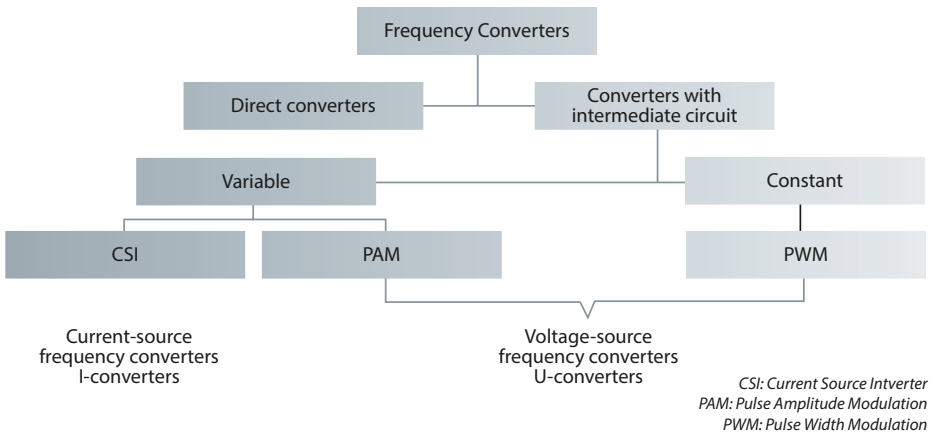 Frequency Converters
Direct converters
Converters with
intermediate circuit
Variable
Constant
CSI
PAM
PWM
Current-source
frequency converters
I-converters
Voltage-source
frequency converters
U-converters
CSI: Current Source Intverter
PAM: Pulse Amplitude Modulation
PWM: Pulse Width Modulation